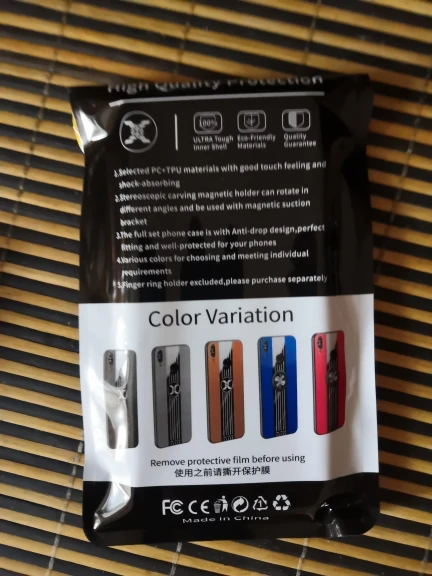 High Quality Protection
ULTRA Tough
Inner Shell
Eco-Friendly
Materials
Quality
Guarantee
1.Selected PC+TPU materials with good touch feeling and
shock-absorbing
2.Stereoscopic carving magnetic holder can rotate in
different angles and be used with magnetic suction
bracket
3.The full set phone case is with Anti-drop design,perfect
fitting and well-protected for your phones
4.Various colors for choosing and meeting individual
requirements
5.Finger ring holder excluded,please purchase separately
Color Variation
Remove protective film before using
使用之前请撕开保护膜
FC CE
Made in China